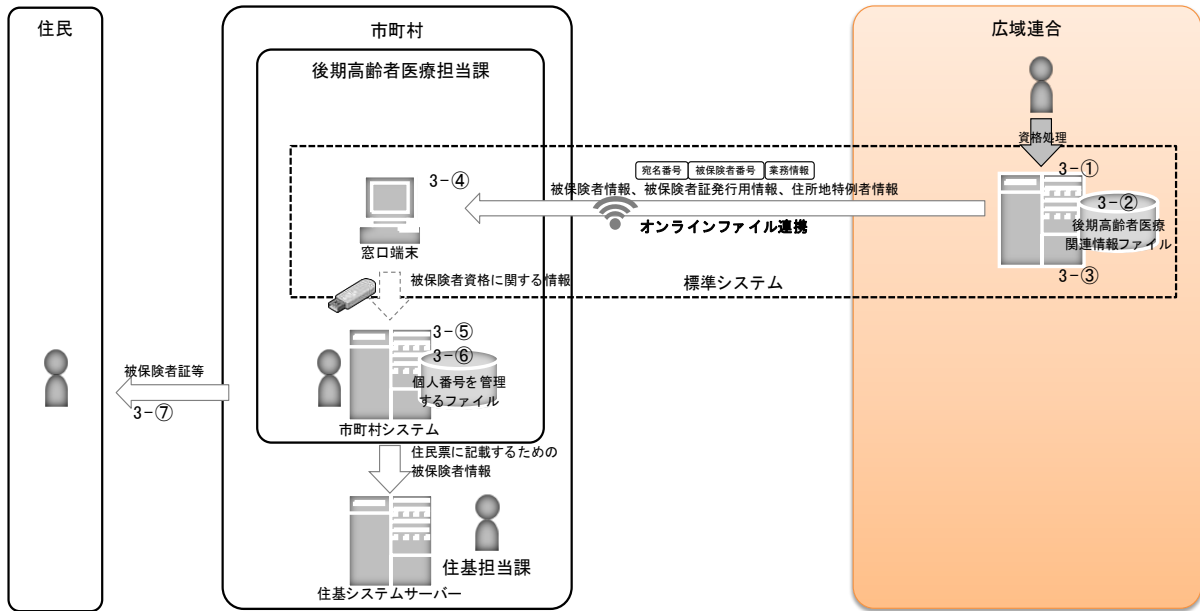 住民
市町村
広域連合
後期高齢者医療担当課
資格処理
宛名番号 被保険者番号 業務情報
被保険者情報、被保険者証発行用情報、住所地特例者情報
オンラインファイル連携
3-①
3-②
後期高齢者医療
関連情報ファイル
3-③
3-④
窓口端末
標準システム
被保険者資格に関する情報
3-⑤
3-⑥
個人番号を管理
するファイル
市町村システム
被保険者証等
3-⑦
住民票に記載するための
被保険者情報
住基担当課
住基システムサーバー